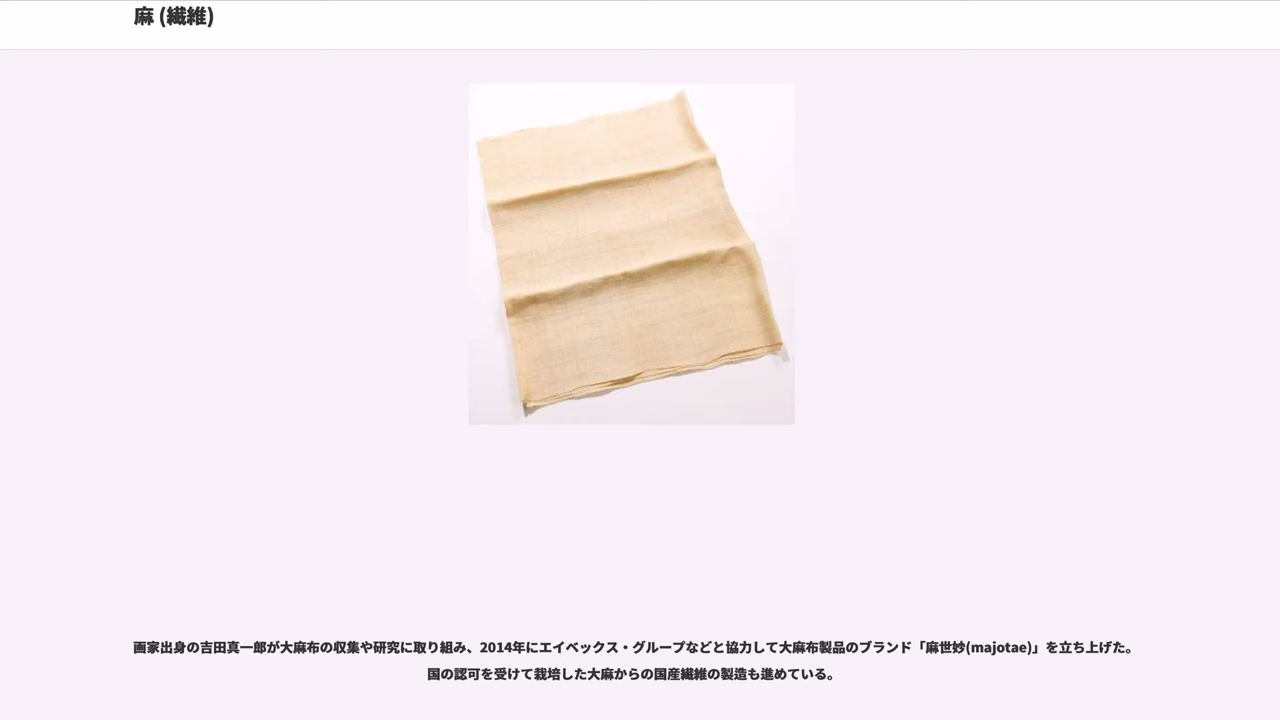 麻 (繊維)
画家出身の吉田真一郎が大麻布の収集や研究に取り組み、2014年にエイベックス・グループなどと協力して大麻布製品のブランド「麻世妙(majotae)」を立ち上げた。
国の認可を受けて栽培した大麻からの国産繊維の製造も進めている。